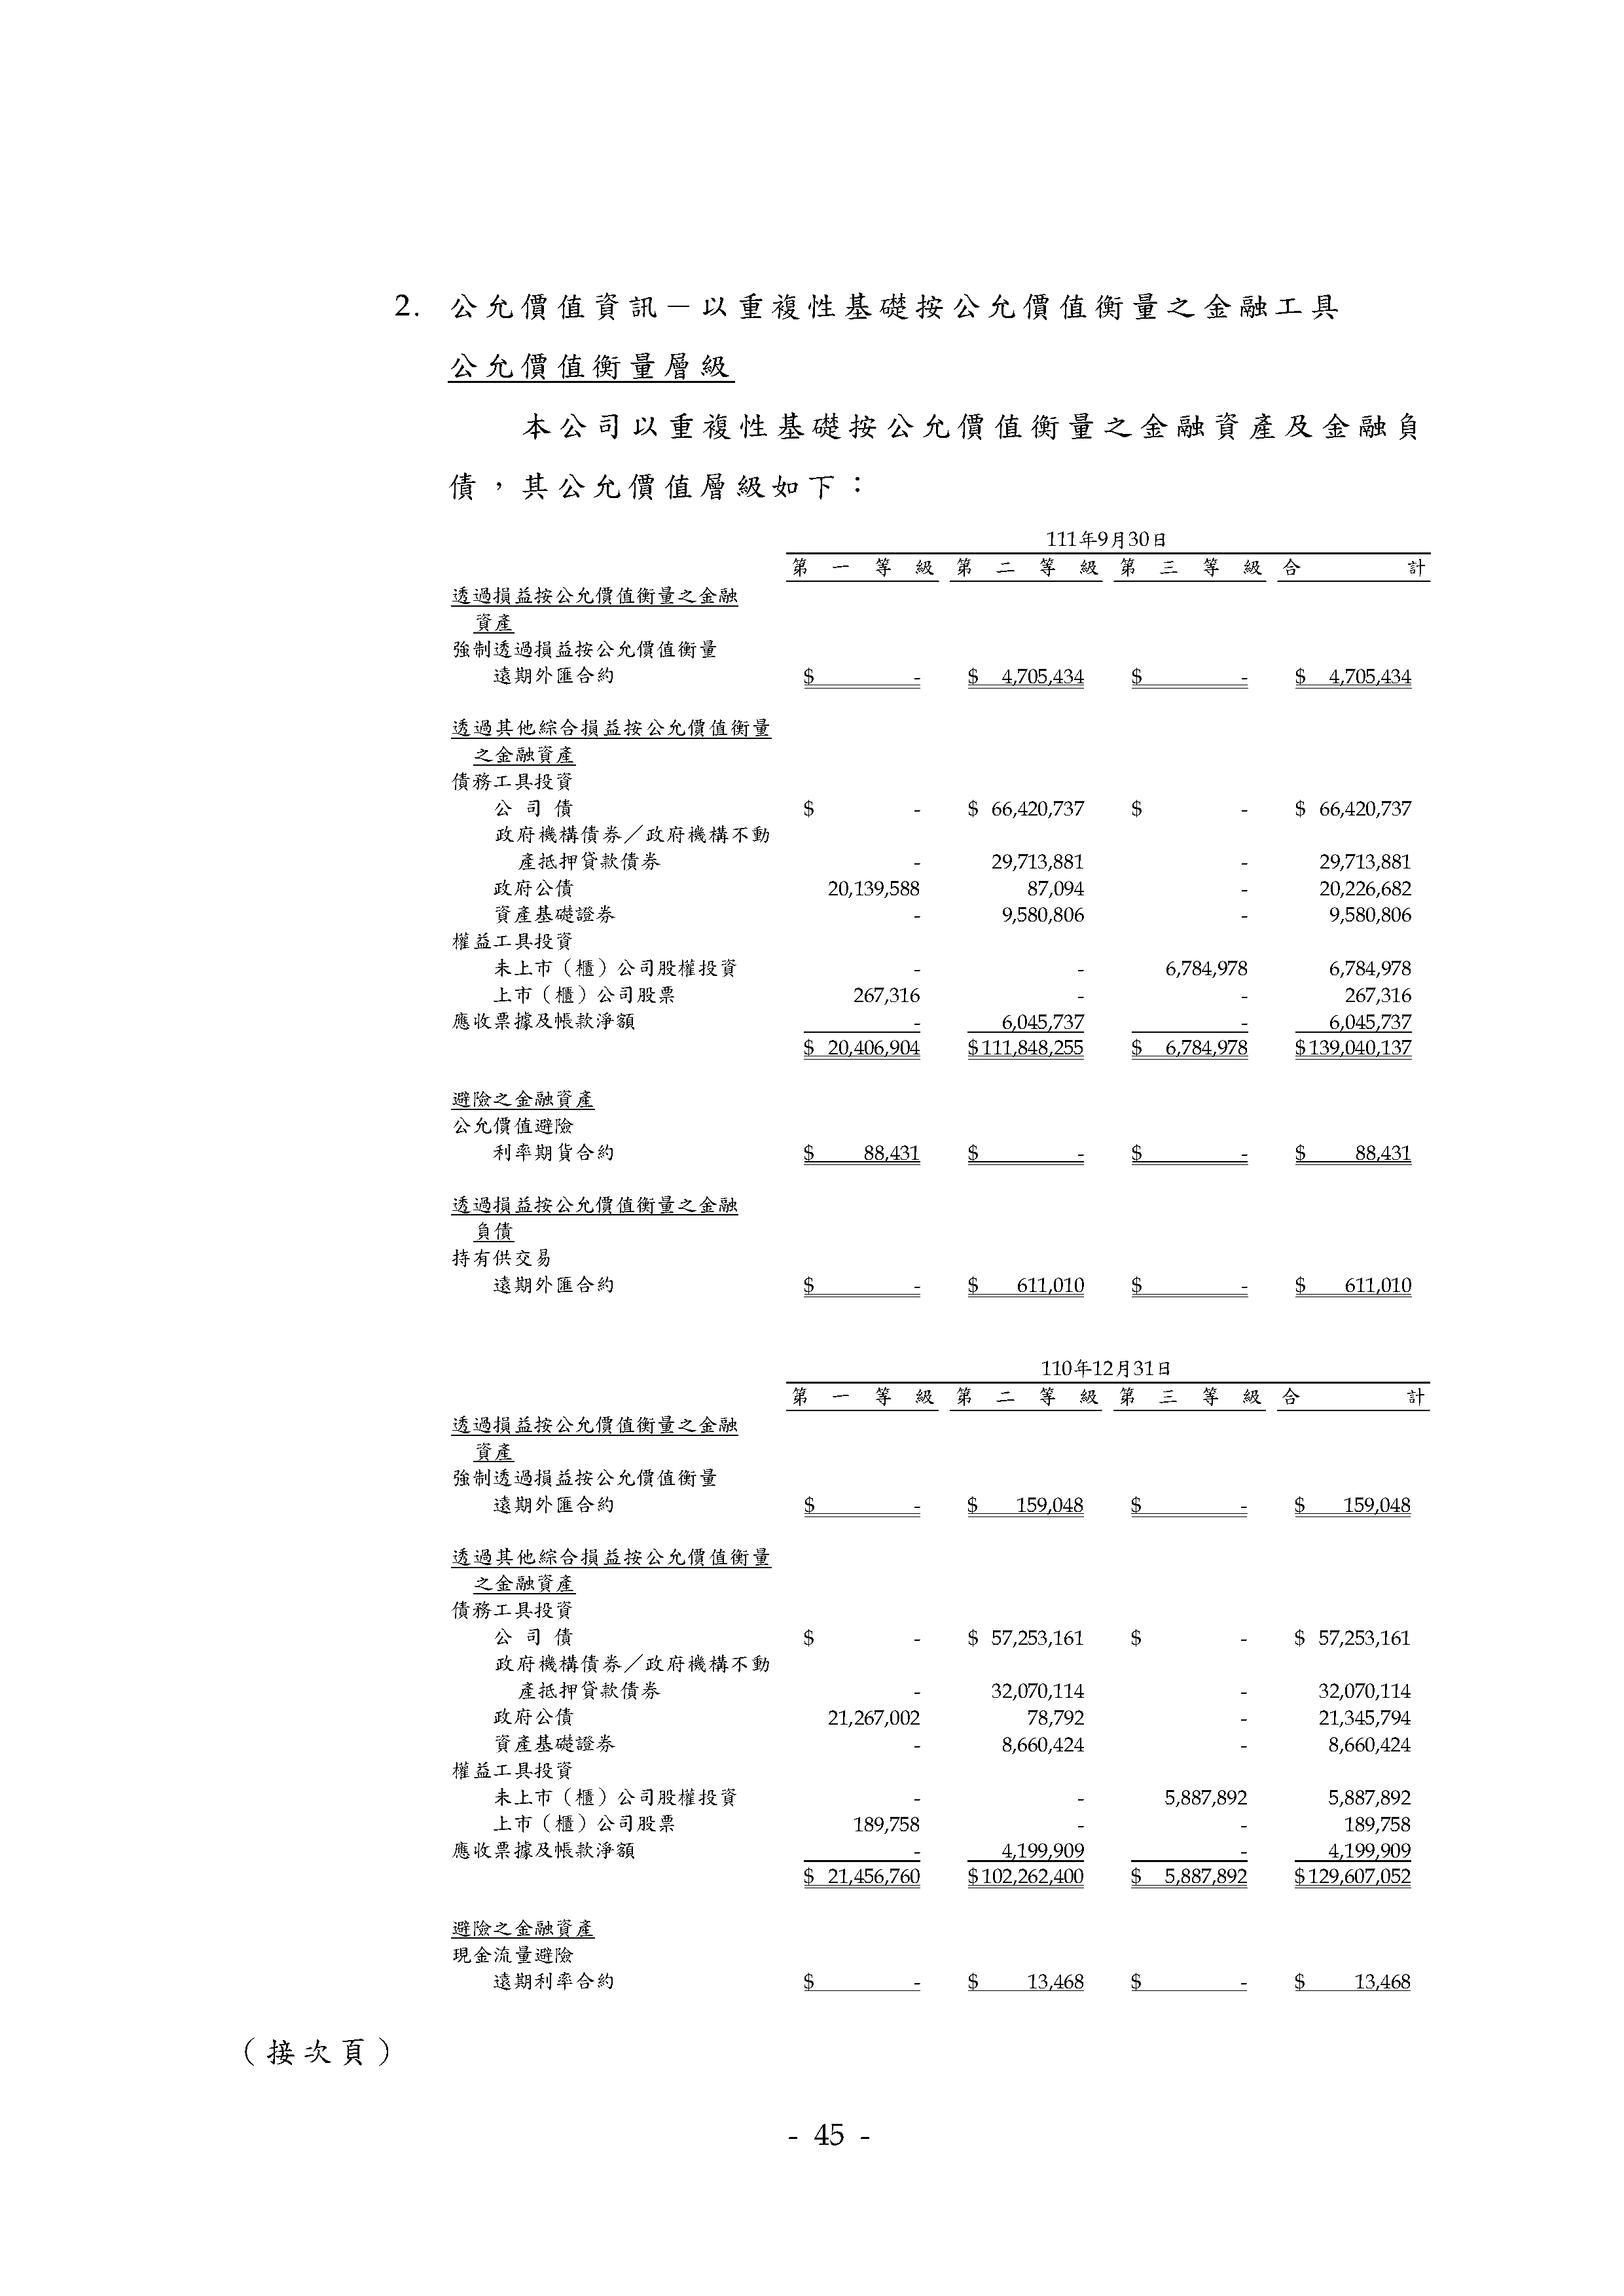 2. 公允價值資訊－以重複性基礎按公允價值衡量之金融工具
公允價值衡量層級
本公司以重複性基礎按公允價值衡量之金融資產及金融負
債，其公允價值層級如下：
111年9月30日
第一等級 第二等級 第三等級 合計
透過損益按公允價值衡量之金融
資產
強制透過損益按公允價值衡量
遠期外匯合約 $ - $ 4,705,434 $ - $ 4,705,434
透過其他綜合損益按公允價值衡量
之金融資產
債務工具投資
公司債 $ - $ 66,420,737 $ - $ 66,420,737
政府機構債券／政府機構不動
產抵押貸款債券 - 29,713,881 - 29,713,881
政府公債 20,139,588 87,094 - 20,226,682
資產基礎證券 - 9,580,806 - 9,580,806
權益工具投資
未上市（櫃）公司股權投資 - - 6,784,978 6,784,978
上市（櫃）公司股票 267,316 - - 267,316
應收票據及帳款淨額 - 6,045,737 - 6,045,737
$ 20,406,904 $111,848,255 $ 6,784,978 $139,040,137
避險之金融資產
公允價值避險
利率期貨合約 $ 88,431 $ - $ - $ 88,431
透過損益按公允價值衡量之金融
負債
持有供交易
遠期外匯合約 $ - $ 611,010 $ - $ 611,010
110年12月31日
第一等級 第二等級 第三等級 合計
透過損益按公允價值衡量之金融
資產
強制透過損益按公允價值衡量
遠期外匯合約 $ - $ 159,048 $ - $ 159,048
透過其他綜合損益按公允價值衡量
之金融資產
債務工具投資
公司債 $ - $ 57,253,161 $ - $ 57,253,161
政府機構債券／政府機構不動
產抵押貸款債券 - 32,070,114 - 32,070,114
政府公債 21,267,002 78,792 - 21,345,794
資產基礎證券 - 8,660,424 - 8,660,424
權益工具投資
未上市（櫃）公司股權投資 - - 5,887,892 5,887,892
上市（櫃）公司股票 189,758 - - 189,758
應收票據及帳款淨額 - 4,199,909 - 4,199,909
$ 21,456,760 $102,262,400 $ 5,887,892 $129,607,052
避險之金融資產
現金流量避險
遠期利率合約 $ - $ 13,468 $ - $ 13,468
（接次頁）
- 45 -